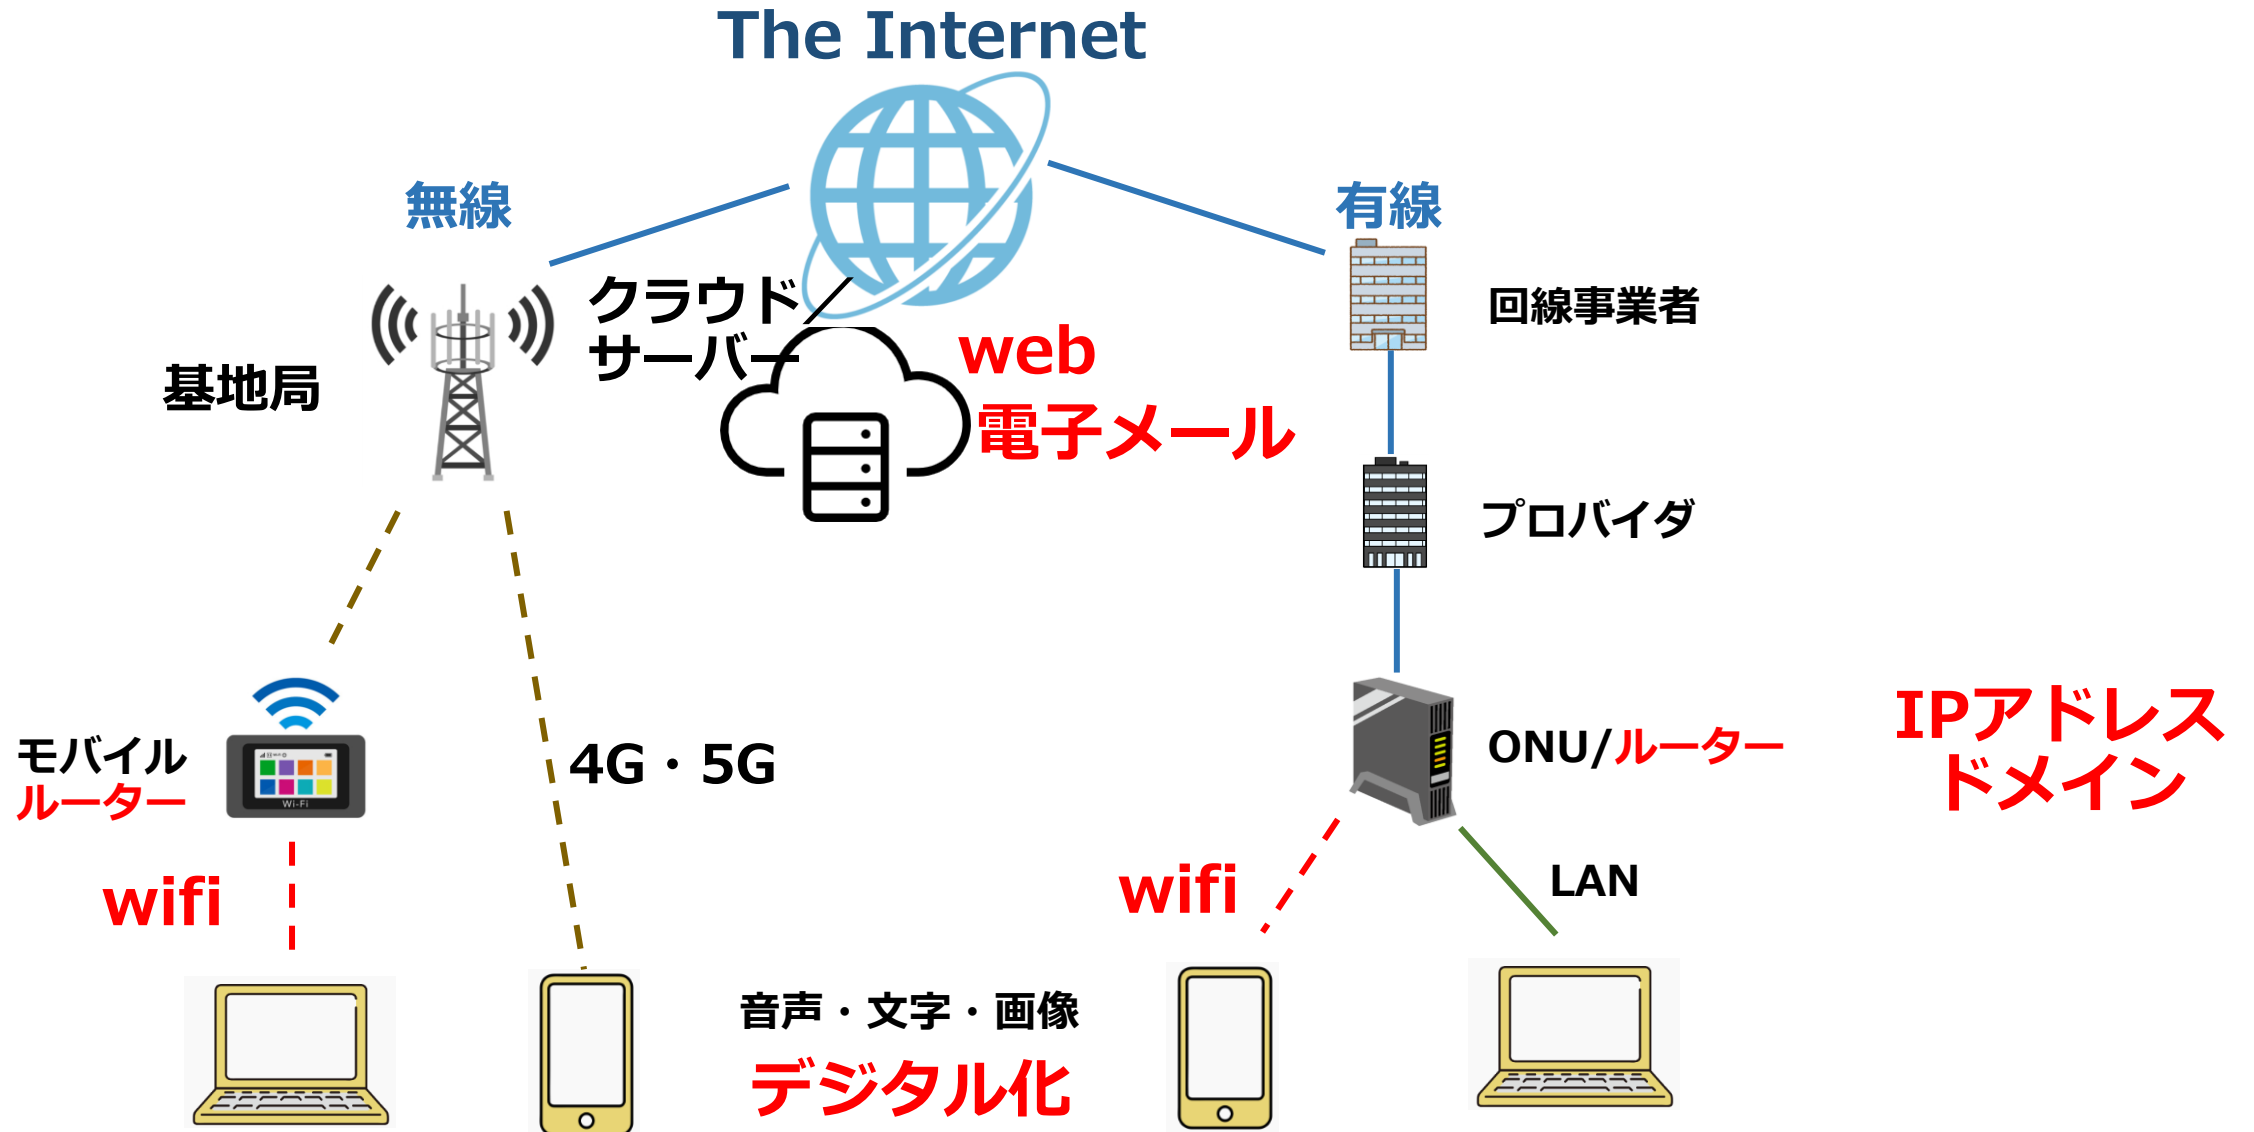 The Internet
無線
有線
クラウド／
サーバー
回線事業者
web
基地局
電子メール
プロバイダ
IPアドレス
ドメイン
モバイル
ルーター
Wi-Fi
4G・5G
ONU/ルーター
wifi
wifi
LAN
音声・文字・画像
デジタル化